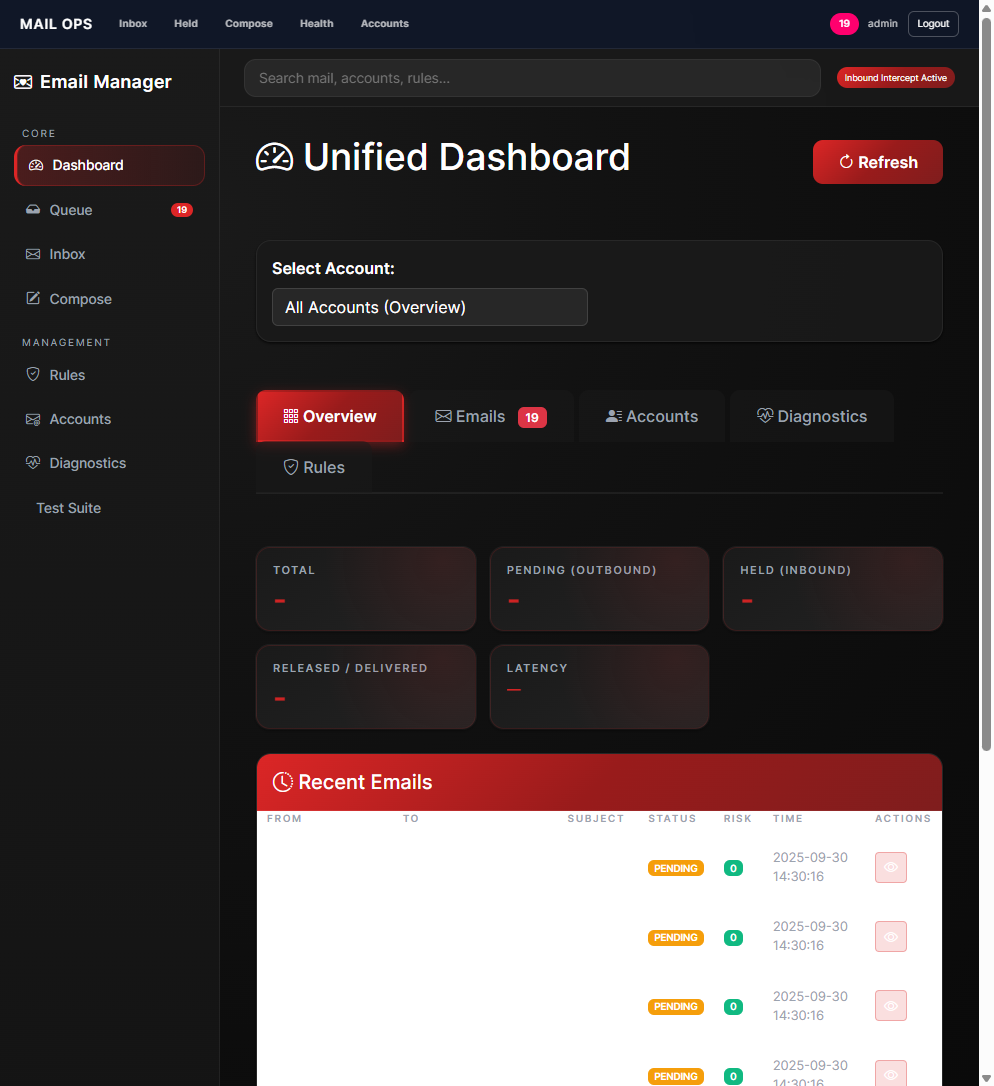 MAIL OPS Inbox Held Compose Health Accounts 19 admin Logout
Email Manager
Search mail, accounts, rules...
Inbound Intercept Active
CORE
Dashboard
Queue 19
Inbox
Compose
MANAGEMENT
Rules
Accounts
Diagnostics
Test Suite
Unified Dashboard
Refresh
Select Account:
All Accounts (Overview)
Overview Emails 19 Accounts Diagnostics
Rules
TOTAL
–
PENDING (OUTBOUND)
–
HELD (INBOUND)
–
RELEASED / DELIVERED
–
LATENCY
—
Recent Emails
FROM TO SUBJECT STATUS RISK TIME ACTIONS
PENDING 0 2025-09-30
14:30:16
PENDING 0 2025-09-30
14:30:16
PENDING 0 2025-09-30
14:30:16
PENDING 0 2025-09-30
14:30:16